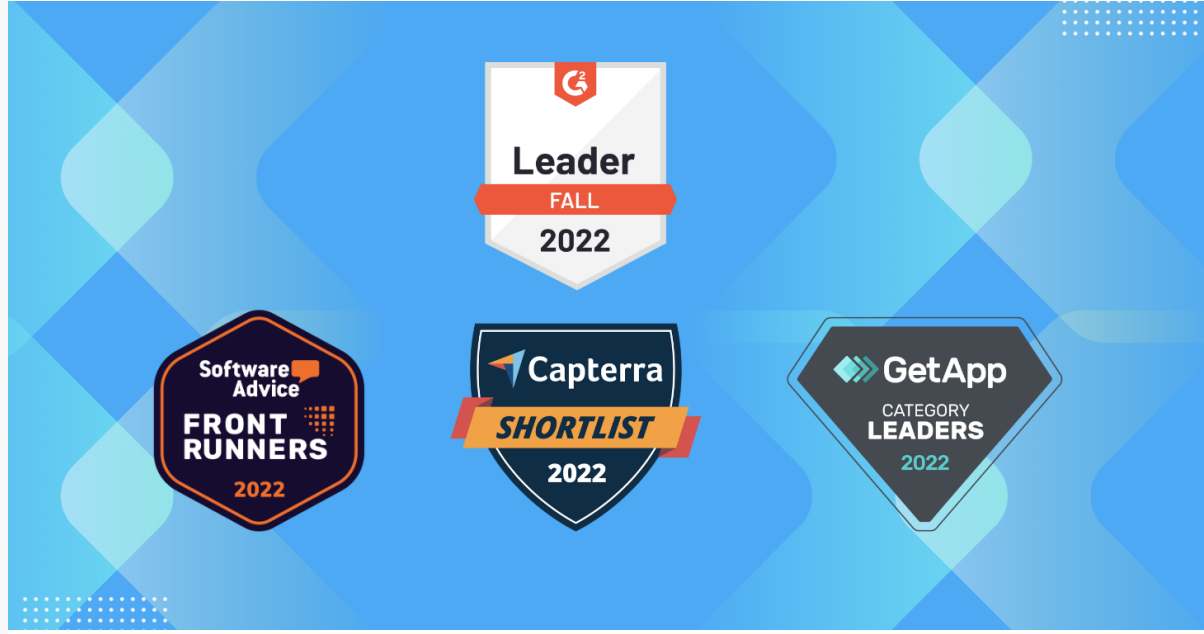 G2
Leader
FALL
2022
Software
Advice
FRONT
RUNNERS
2022
Capterra
SHORTLIST
2022
GetApp
CATEGORY
LEADERS
2022